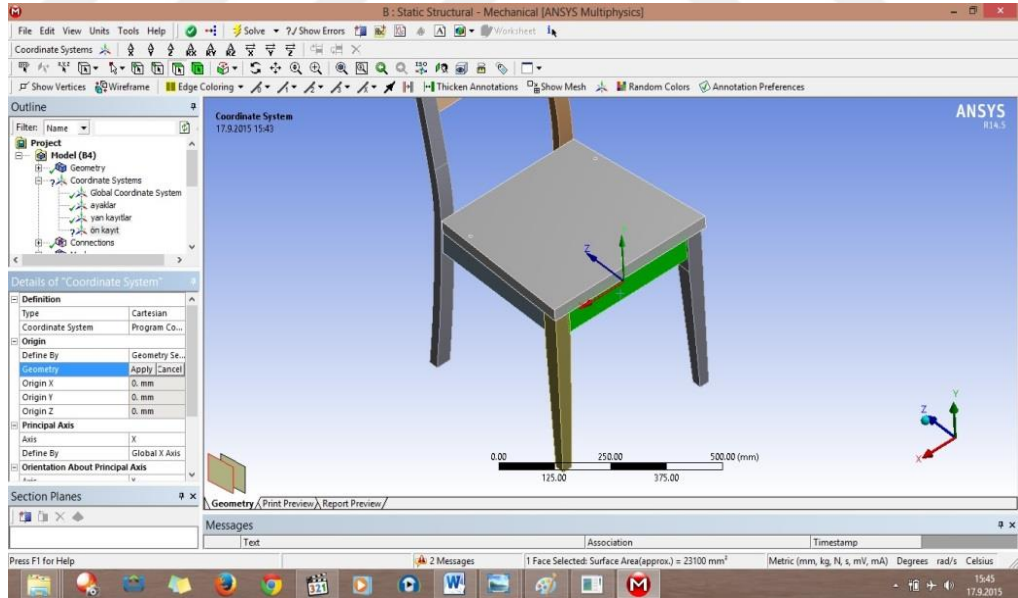 B : Static Structural - Mechanical [ANSYS Multiphysics]
File Edit View Units Tools Help Solve ?/ Show Errors Worksheet
Coordinate Systems RX RY RZ
Show Vertices Wireframe Edge Coloring Thicken Annotations Show Mesh Random Colors Annotation Preferences
Outline
Filter: Name
Project
Model (B4)
Geometry
Coordinate Systems
Global Coordinate System
ayaklar
yan kayıtlar
ön kayıt
Connections
Details of "Coordinate System"
Definition
Type Cartesian
Coordinate System Program Co...
Origin
Define By Geometry Se...
Geometry Apply Cancel
Origin X 0. mm
Origin Y 0. mm
Origin Z 0. mm
Principal Axis
Axis X
Define By Global X Axis
Orientation About Principal Axis
Section Planes
Coordinate System
17.9.2015 15:43
ANSYS
R14.5
Z
Y
Z
X
0.00 250.00 500.00 (mm)
125.00 375.00
Geometry Print Preview Report Preview
Messages
Text Association Timestamp
Press F1 for Help 2 Messages 1 Face Selected: Surface Area(approx.) = 23100 mm² Metric (mm, kg, N, s, mV, mA) Degrees rad/s Celsius
321
15:45
17.9.2015